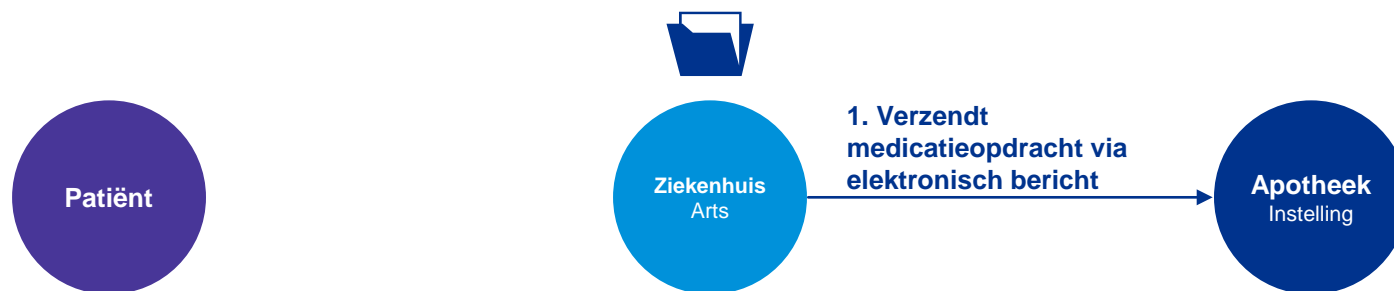 Patiënt
Ziekenhuis
Arts
1. Verzendt
medicatieopdracht via
elektronisch bericht
Apotheek
Instelling